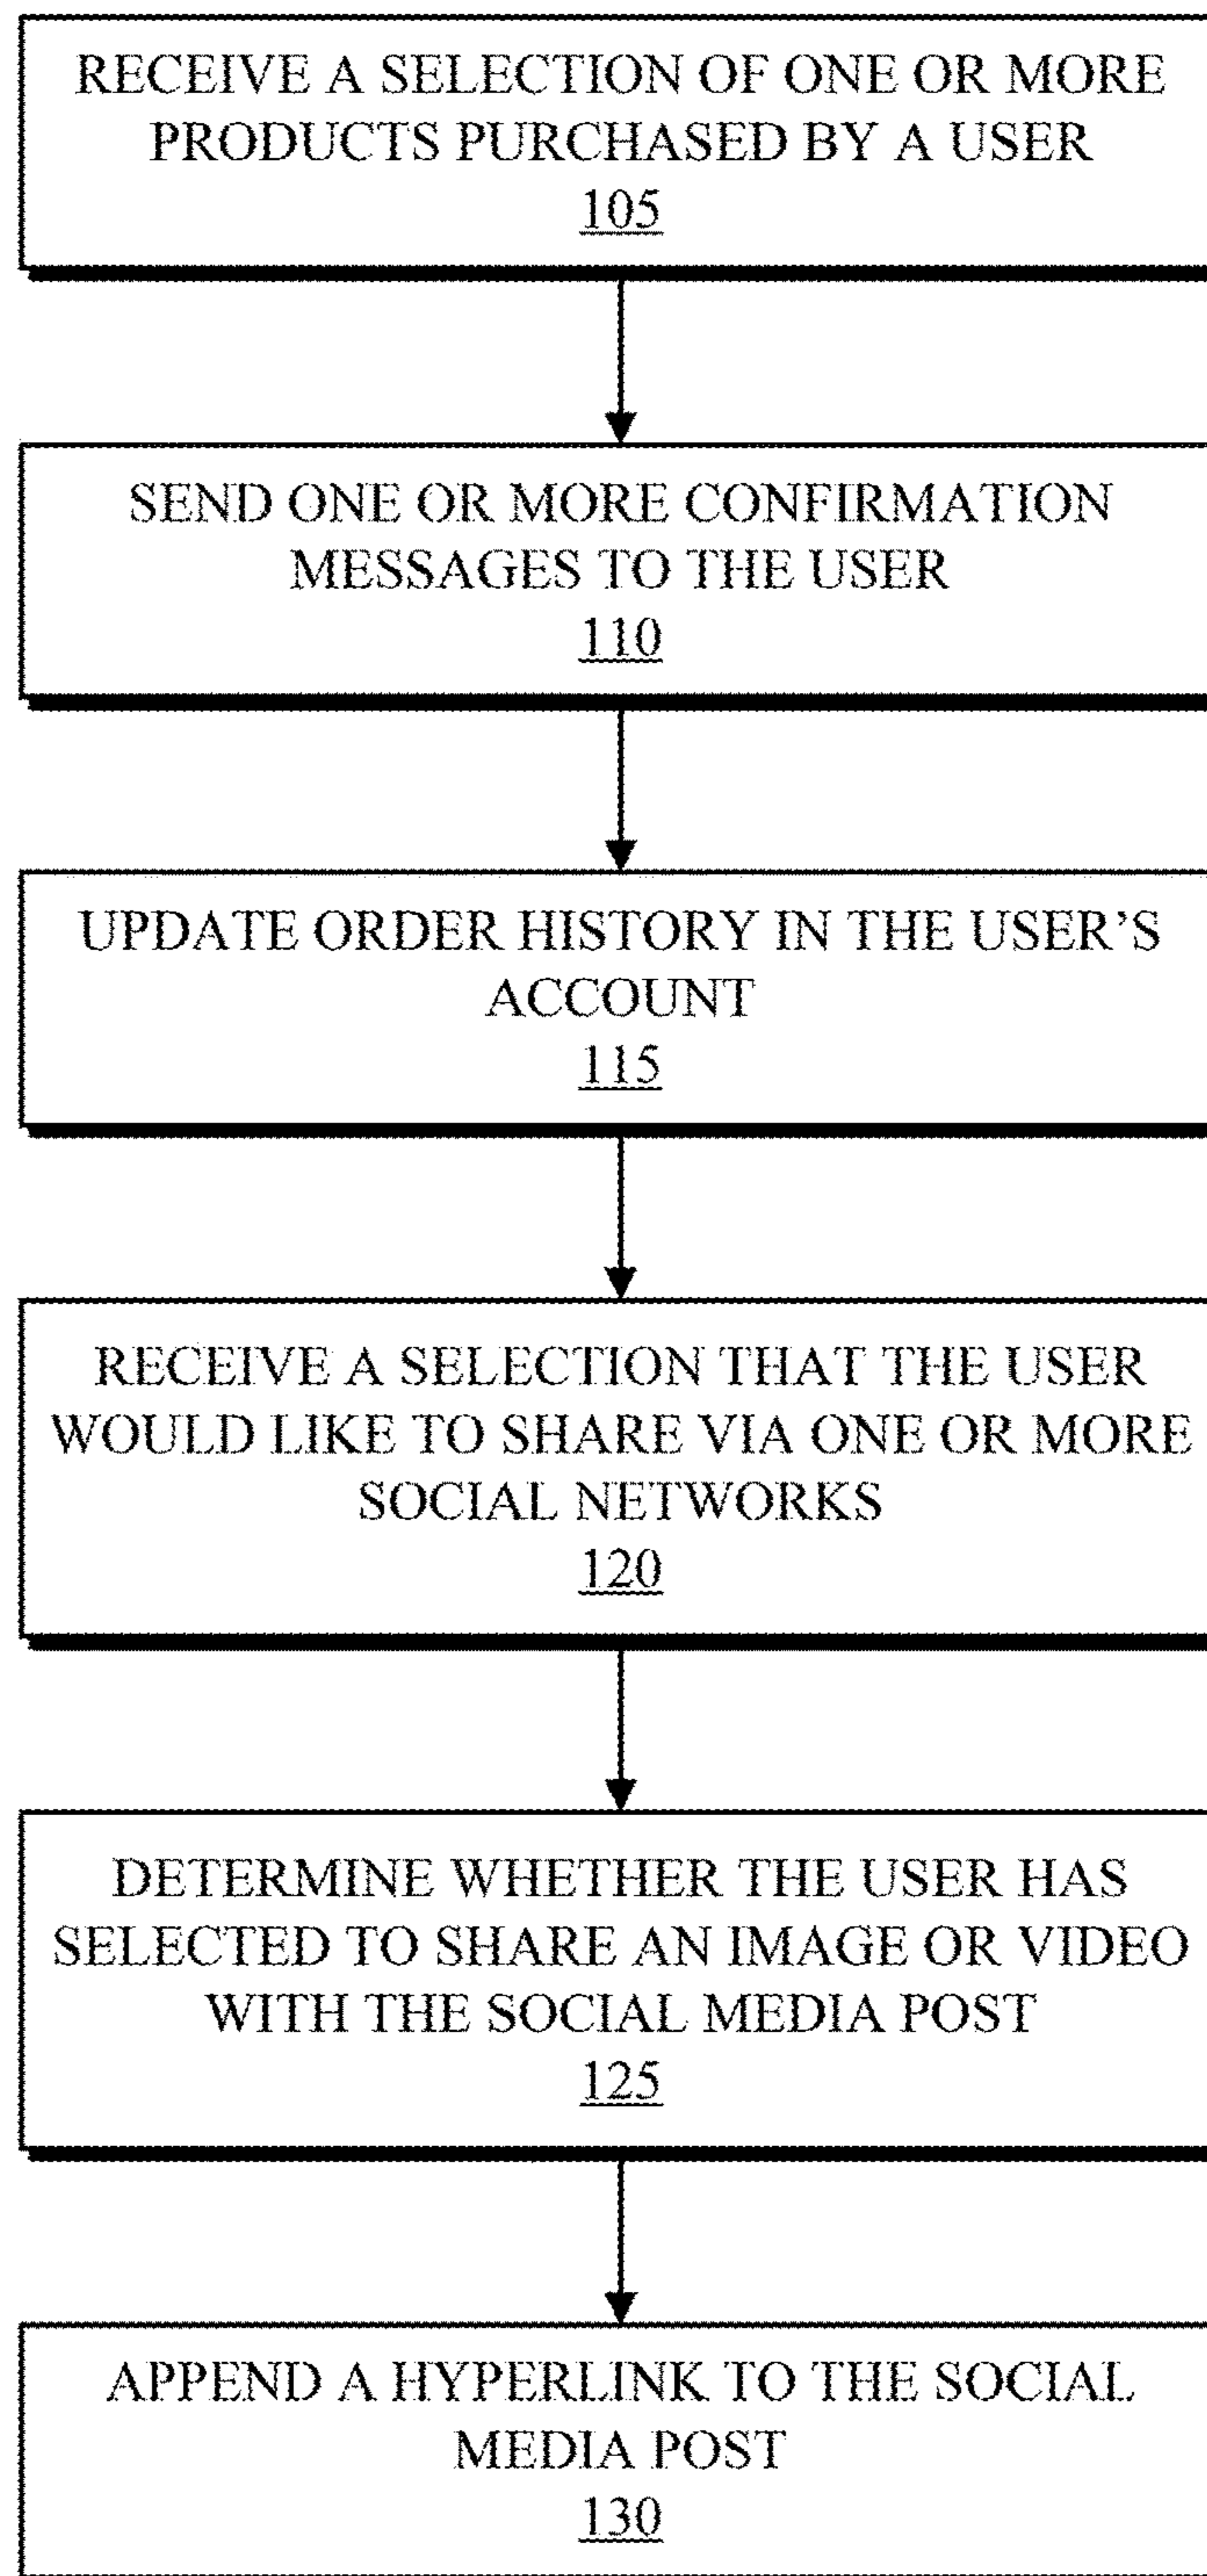 RECEIVE A SELECTION OF ONE OR MORE
PRODUCTS PURCHASED BY A USER
105
SEND ONE OR MORE CONFIRMATION
MESSAGES TO THE USER
110
UPDATE ORDER HISTORY IN THE USER'S
ACCOUNT
115
RECEIVE A SELECTION THAT THE USER
WOULD LIKE TO SHARE VIA ONE OR MORE
SOCIAL NETWORKS
120
DETERMINE WHETHER THE USER HAS
SELECTED TO SHARE AN IMAGE OR VIDEO
WITH THE SOCIAL MEDIA POST
125
APPEND A HYPERLINK TO THE SOCIAL
MEDIA POST
130